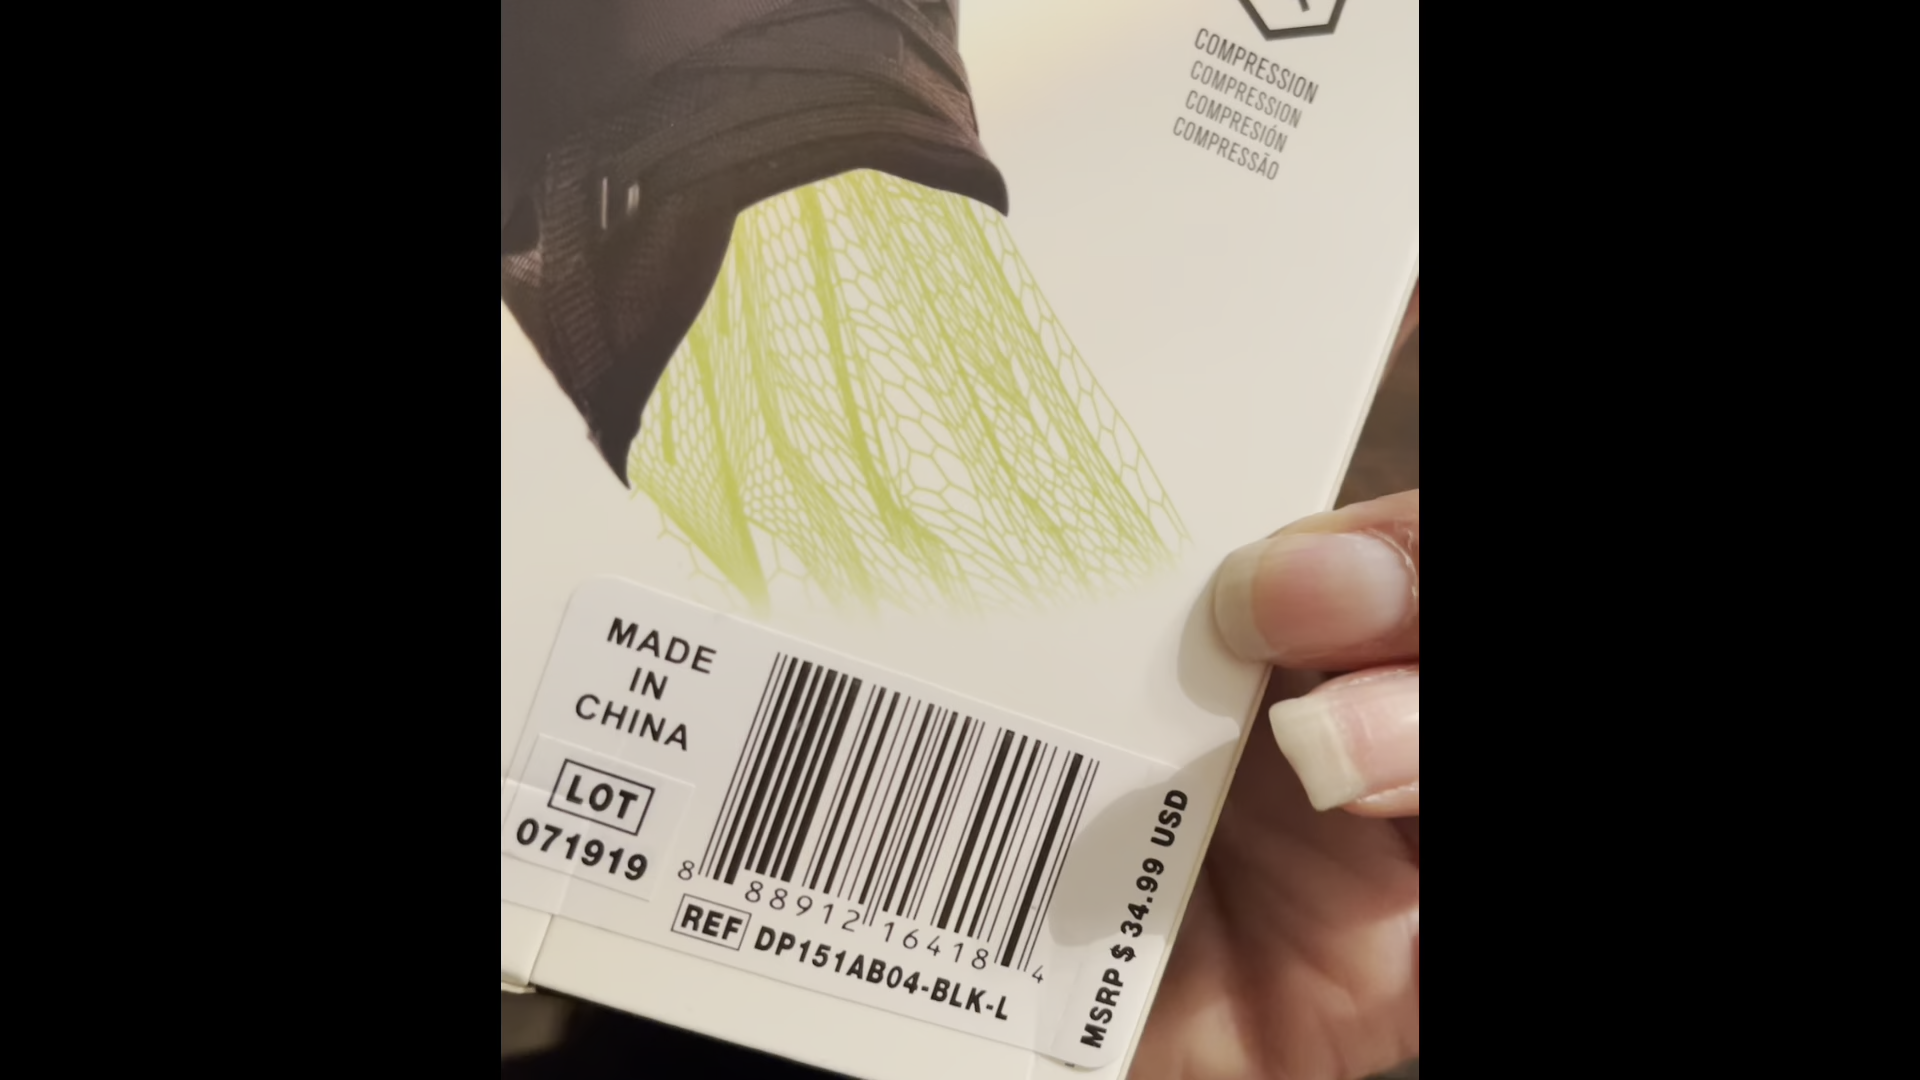 COMPRESSION
COMPRESSION
COMPRESIÓN
COMPRESSÃO
MADE
IN
CHINA
LOT
071919
8 88912 16418 4
REF DP151AB04-BLK-L
MSRP $ 34.99 USD